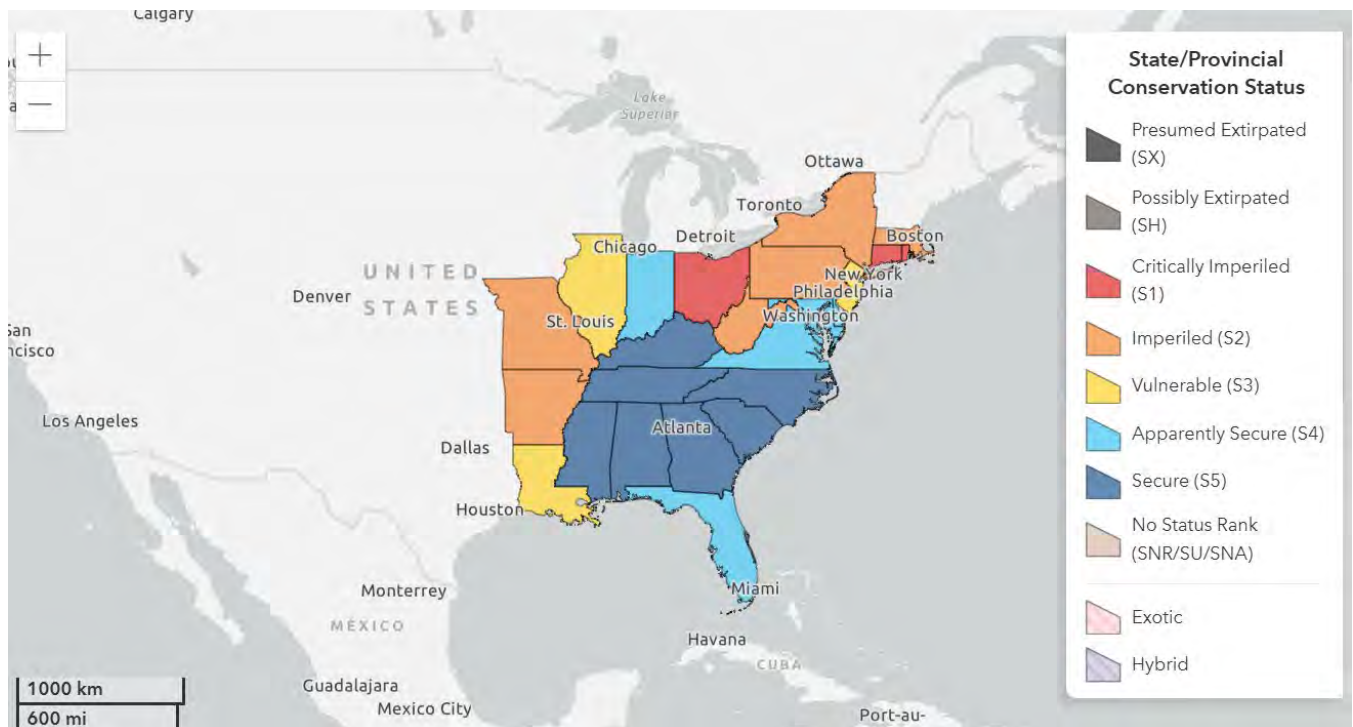 Calgary
+
−
Lake
Superior
Ottawa
Toronto
Chicago
Detroit
Boston
UNITED
STATES
Denver
New York
Philadelphia
Washington
St. Louis
San
ncisco
Los Angeles
Dallas
Atlanta
Houston
Miami
Monterrey
MÉXICO
Havana
CUBA
Guadalajara
Mexico City
Port-au-
1000 km
600 mi
State/Provincial
Conservation Status
Presumed Extirpated
(SX)
Possibly Extirpated
(SH)
Critically Imperiled
(S1)
Imperiled (S2)
Vulnerable (S3)
Apparently Secure (S4)
Secure (S5)
No Status Rank
(SNR/SU/SNA)
Exotic
Hybrid